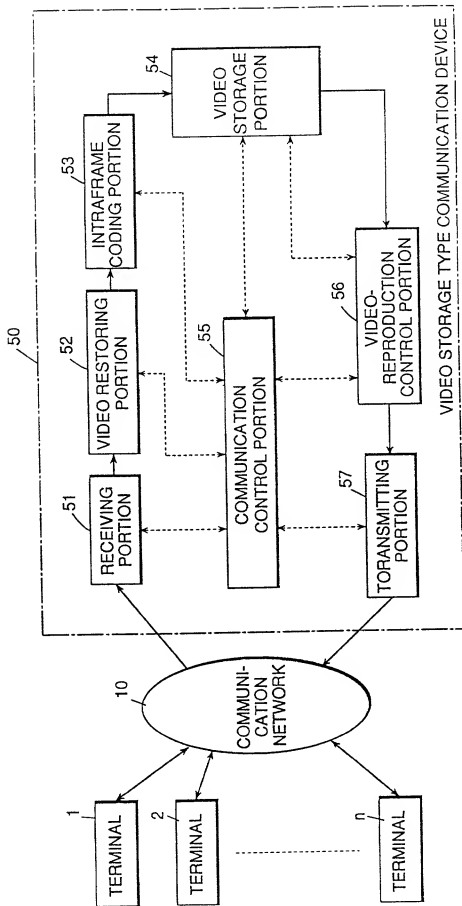 50
54
VIDEO
STORAGE
PORTION
53
INTRAFRAME
CODING PORTION
52
VIDEO RESTORING
PORTION
51
RECEIVING
PORTION
55
COMMUNICATION
CONTROL PORTION
56
VIDEO-
REPRODUCTION
CONTROL PORTION
57
TORANSMITTING
PORTION
VIDEO STORAGE TYPE COMMUNICATION DEVICE
10
COMMUNI-
CATION
NETWORK
1
TERMINAL
2
TERMINAL
n
TERMINAL